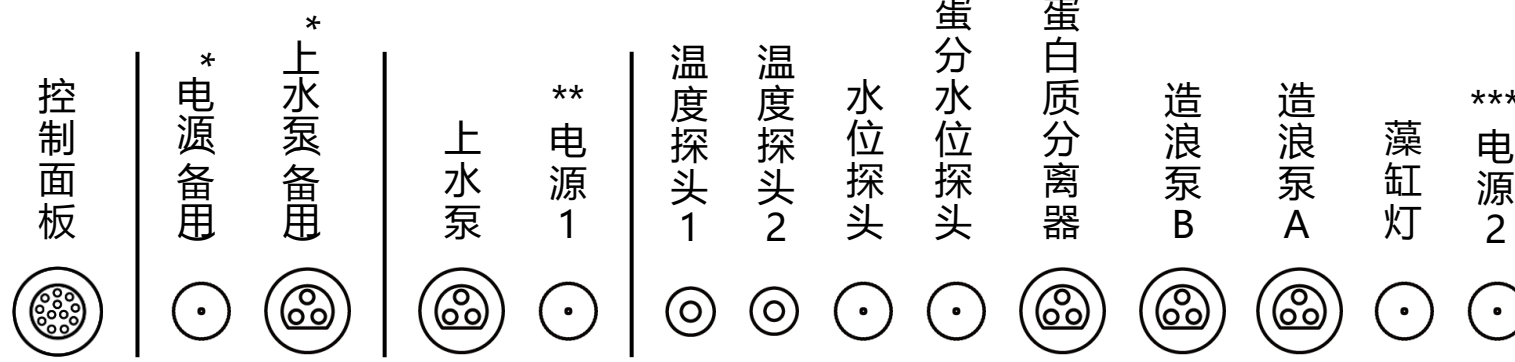 控制面板
*电源(备用)
*上水泵(备用)
上水泵
**电源1
温度探头1
温度探头2
水位探头
蛋分水位探头
蛋白质分离器
造浪泵B
造浪泵A
藻缸灯
***电源2